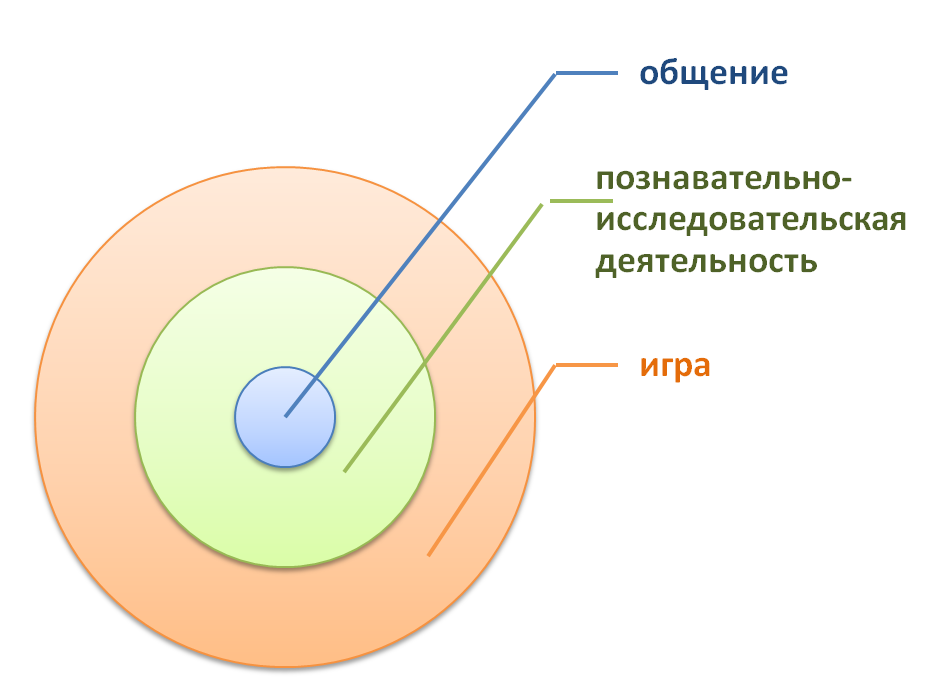 общение
познавательно-
исследовательская
деятельность
игра